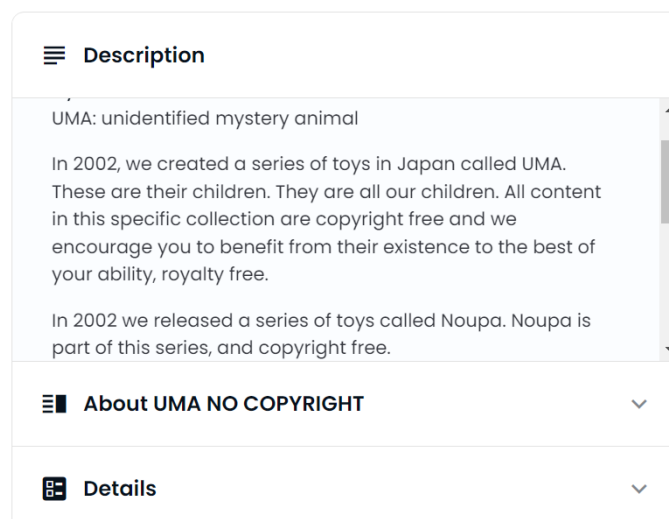 Description
UMA: unidentified mystery animal
In 2002, we created a series of toys in Japan called UMA.
These are their children. They are all our children. All content
in this specific collection are copyright free and we
encourage you to benefit from their existence to the best of
your ability, royalty free.
In 2002 we released a series of toys called Noupa. Noupa is
part of this series, and copyright free.
About UMA NO COPYRIGHT
Details